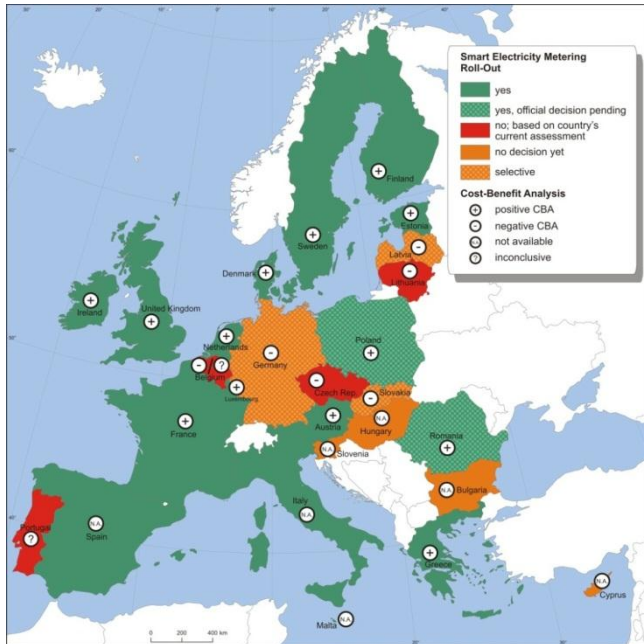 Smart Electricity Metering
Roll-Out
yes
yes, official decision pending
no; based on country's
current assessment
no decision yet
selective
Cost-Benefit Analysis
+ positive CBA
- negative CBA
N.A. not available
? inconclusive
Finland
Sweden
Estonia
Latvia
Lithuania
Denmark
Ireland
United Kingdom
Netherlands
Belgium
?
Luxembourg
Germany
Poland
Czech Rep.
Slovakia
France
Austria
N.A.
Hungary
N.A.
Slovenia
Romania
N.A.
Bulgaria
Italy
N.A.
Portugal
?
N.A.
Spain
Greece
N.A.
Cyprus
Malta
N.A.
0 200 400 km